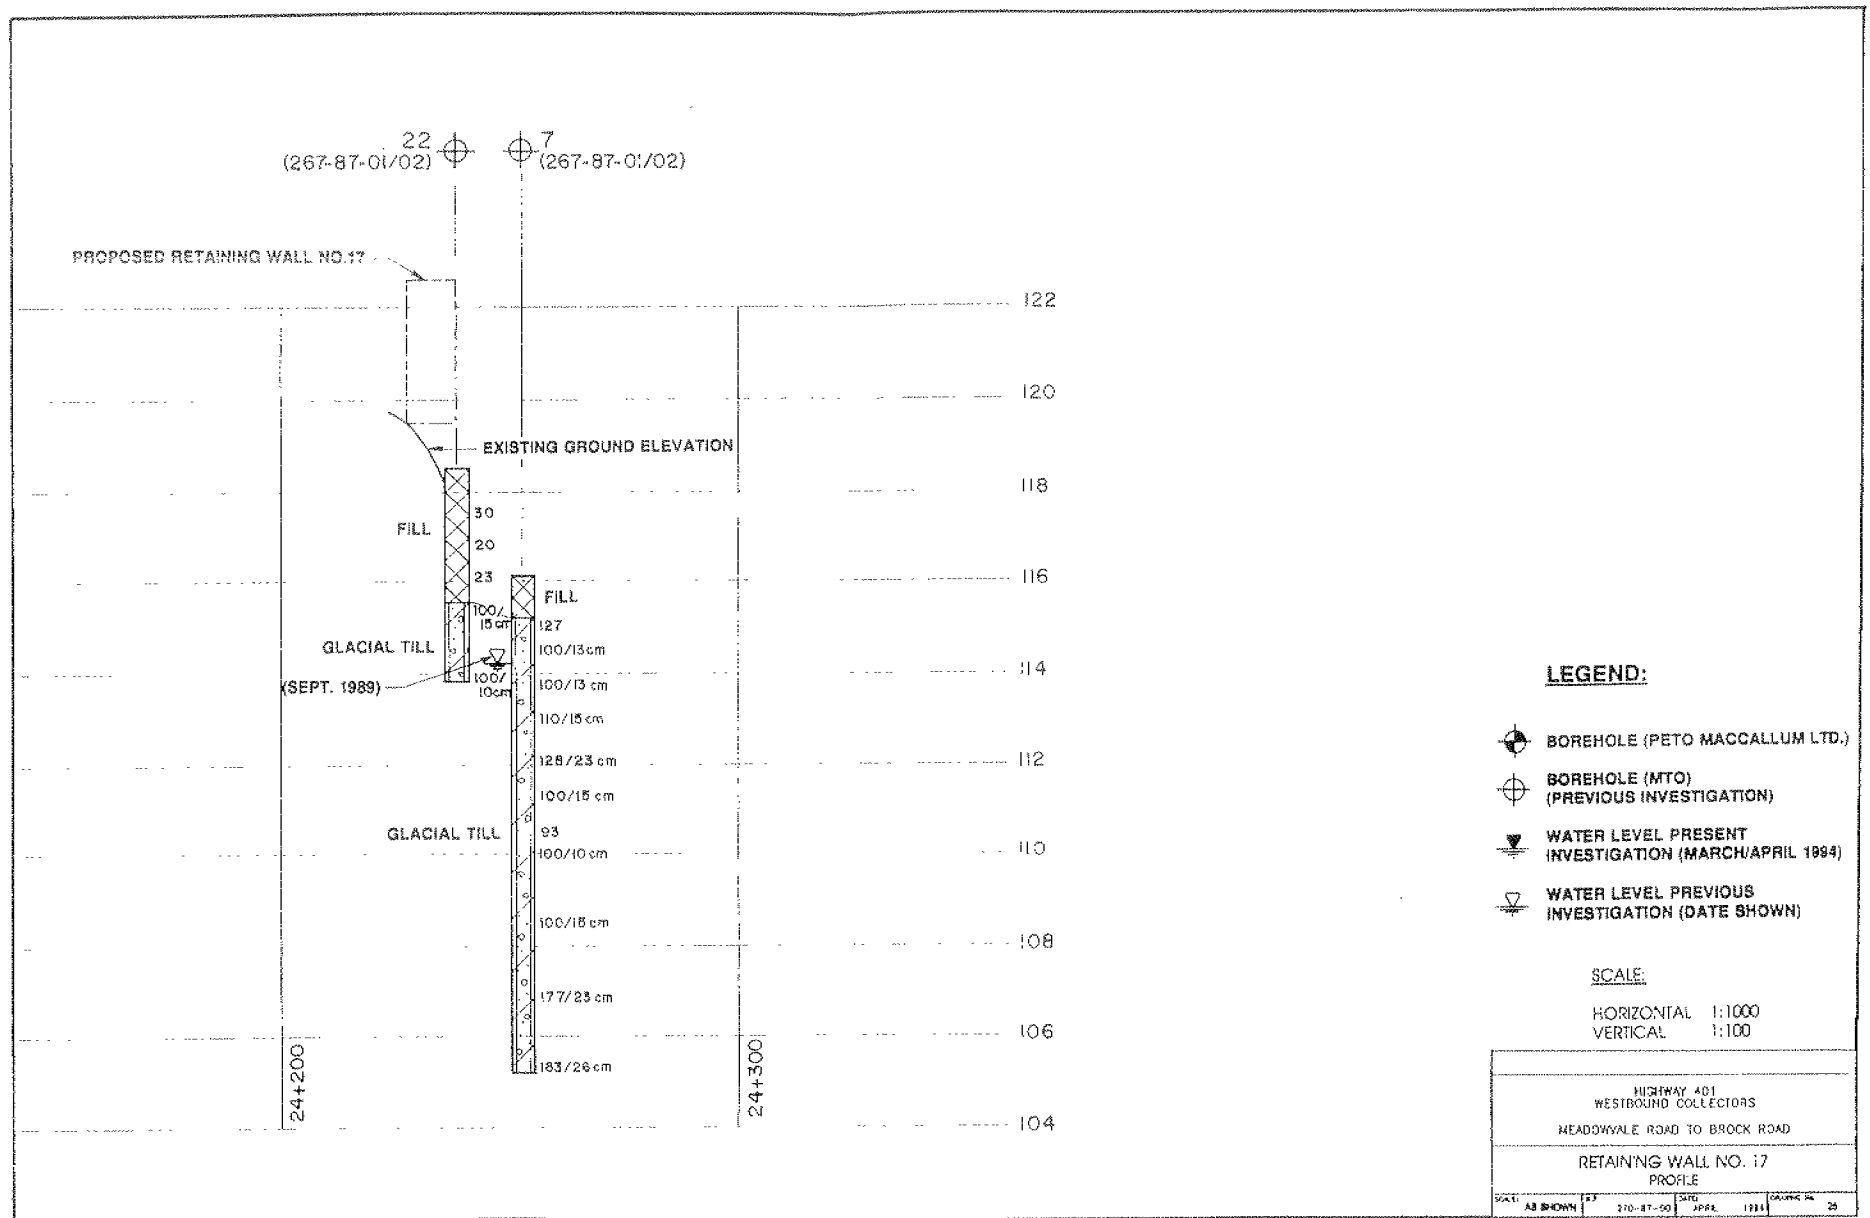 22
(267-87-01/02)
7
(267-87-01/02)
PROPOSED RETAINING WALL NO.17
122
120
EXISTING GROUND ELEVATION
118
30
FILL
20
23
116
FILL
100/
15cm
127
GLACIAL TILL
100/13cm
114
(SEPT. 1989)
100/
10cm
100/13 cm
110/15 cm
128/23 cm
112
100/15 cm
GLACIAL TILL
93
100/10 cm
110
100/15 cm
108
177/23 cm
106
183/26 cm
104
24+200
24+300
LEGEND:
BOREHOLE (PETO MACCALLUM LTD.)
BOREHOLE (MTO)
(PREVIOUS INVESTIGATION)
WATER LEVEL PRESENT
INVESTIGATION (MARCH/APRIL 1994)
WATER LEVEL PREVIOUS
INVESTIGATION (DATE SHOWN)
SCALE:
HORIZONTAL 1:1000
VERTICAL 1:100
HIGHWAY 401
WESTBOUND COLLECTORS
MEADOWVALE ROAD TO BROCK ROAD
RETAINING WALL NO. 17
PROFILE
SCALE: AS SHOWN
DATE: APRIL
DRAWING No.